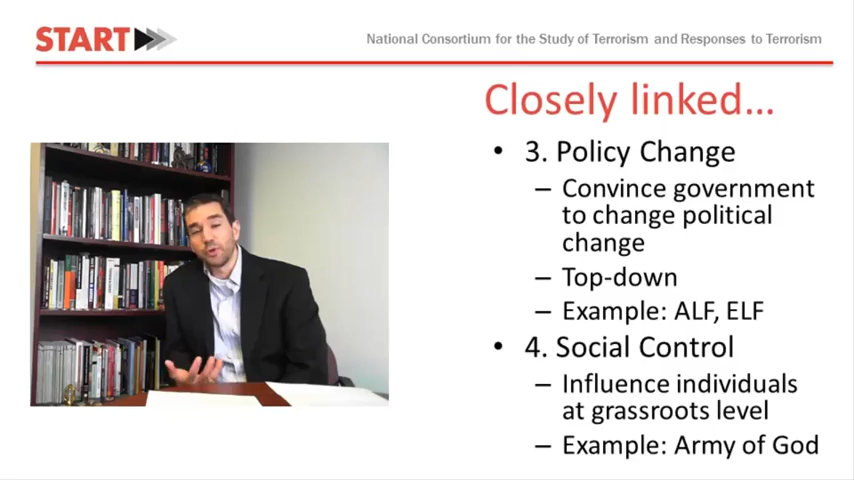 START
National Consortium for the Study of Terrorism and Responses to Terrorism
Closely linked...
• 3. Policy Change
– Convince government
to change political
change
– Top-down
– Example: ALF, ELF
• 4. Social Control
– Influence individuals
at grassroots level
– Example: Army of God